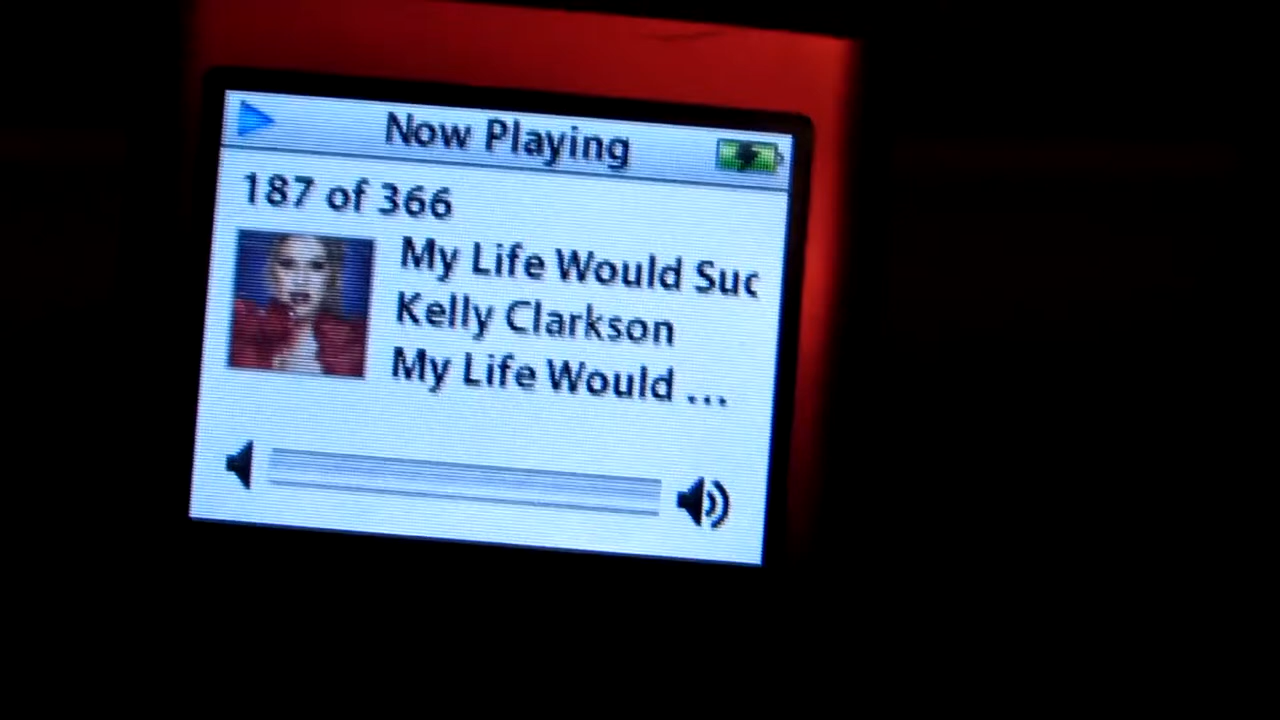 Now Playing
187 of 366
My Life Would Suc
Kelly Clarkson
My Life Would ...